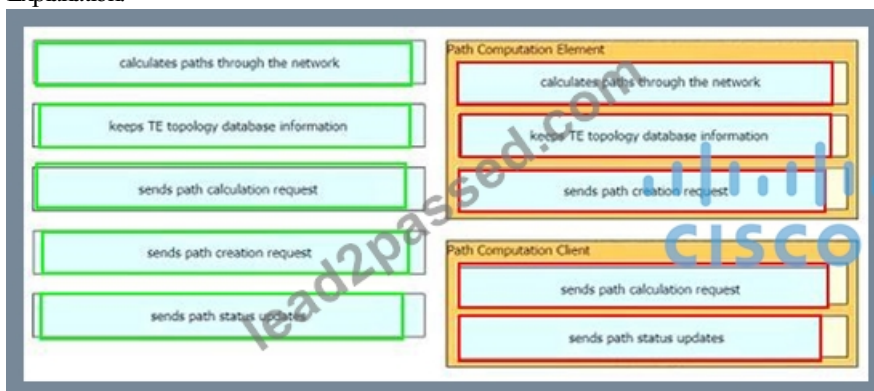 Explanation:
calculates paths through the network
keeps TE topology database information
sends path calculation request
sends path creation request
sends path status updates
Path Computation Element
calculates paths through the network
keeps TE topology database information
sends path creation request
Path Computation Client
sends path calculation request
sends path status updates
CISCO
lead2passed.com